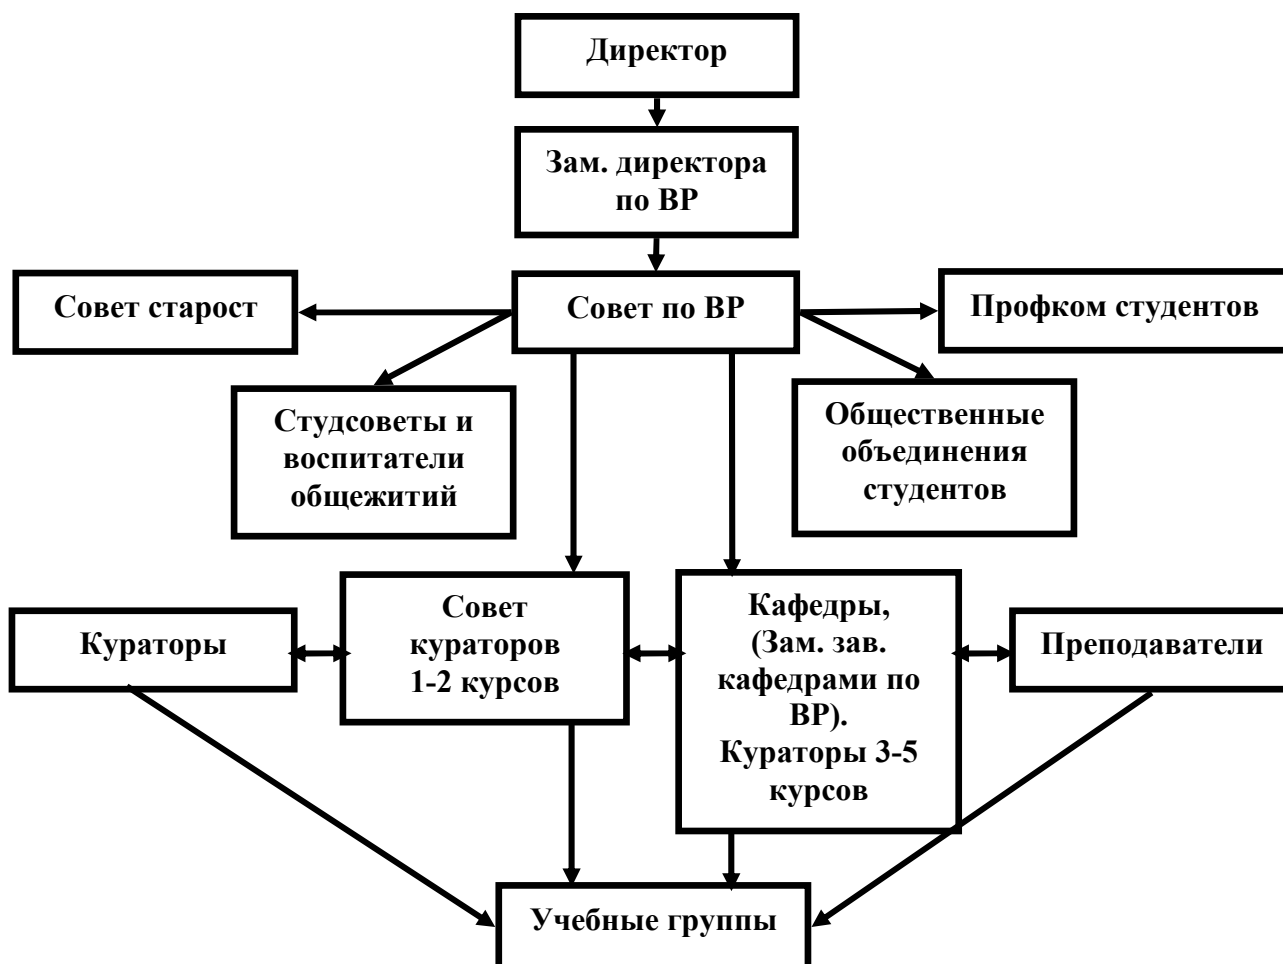 Директор
Зам. директора
по ВР
Совет старост
Совет по ВР
Профком студентов
Студсоветы и
воспитатели
общежитий
Общественные
объединения
студентов
Кураторы
Совет
кураторов
1-2 курсов
Кафедры,
(Зам. зав.
кафедрами по
ВР).
Кураторы 3-5
курсов
Преподаватели
Учебные группы